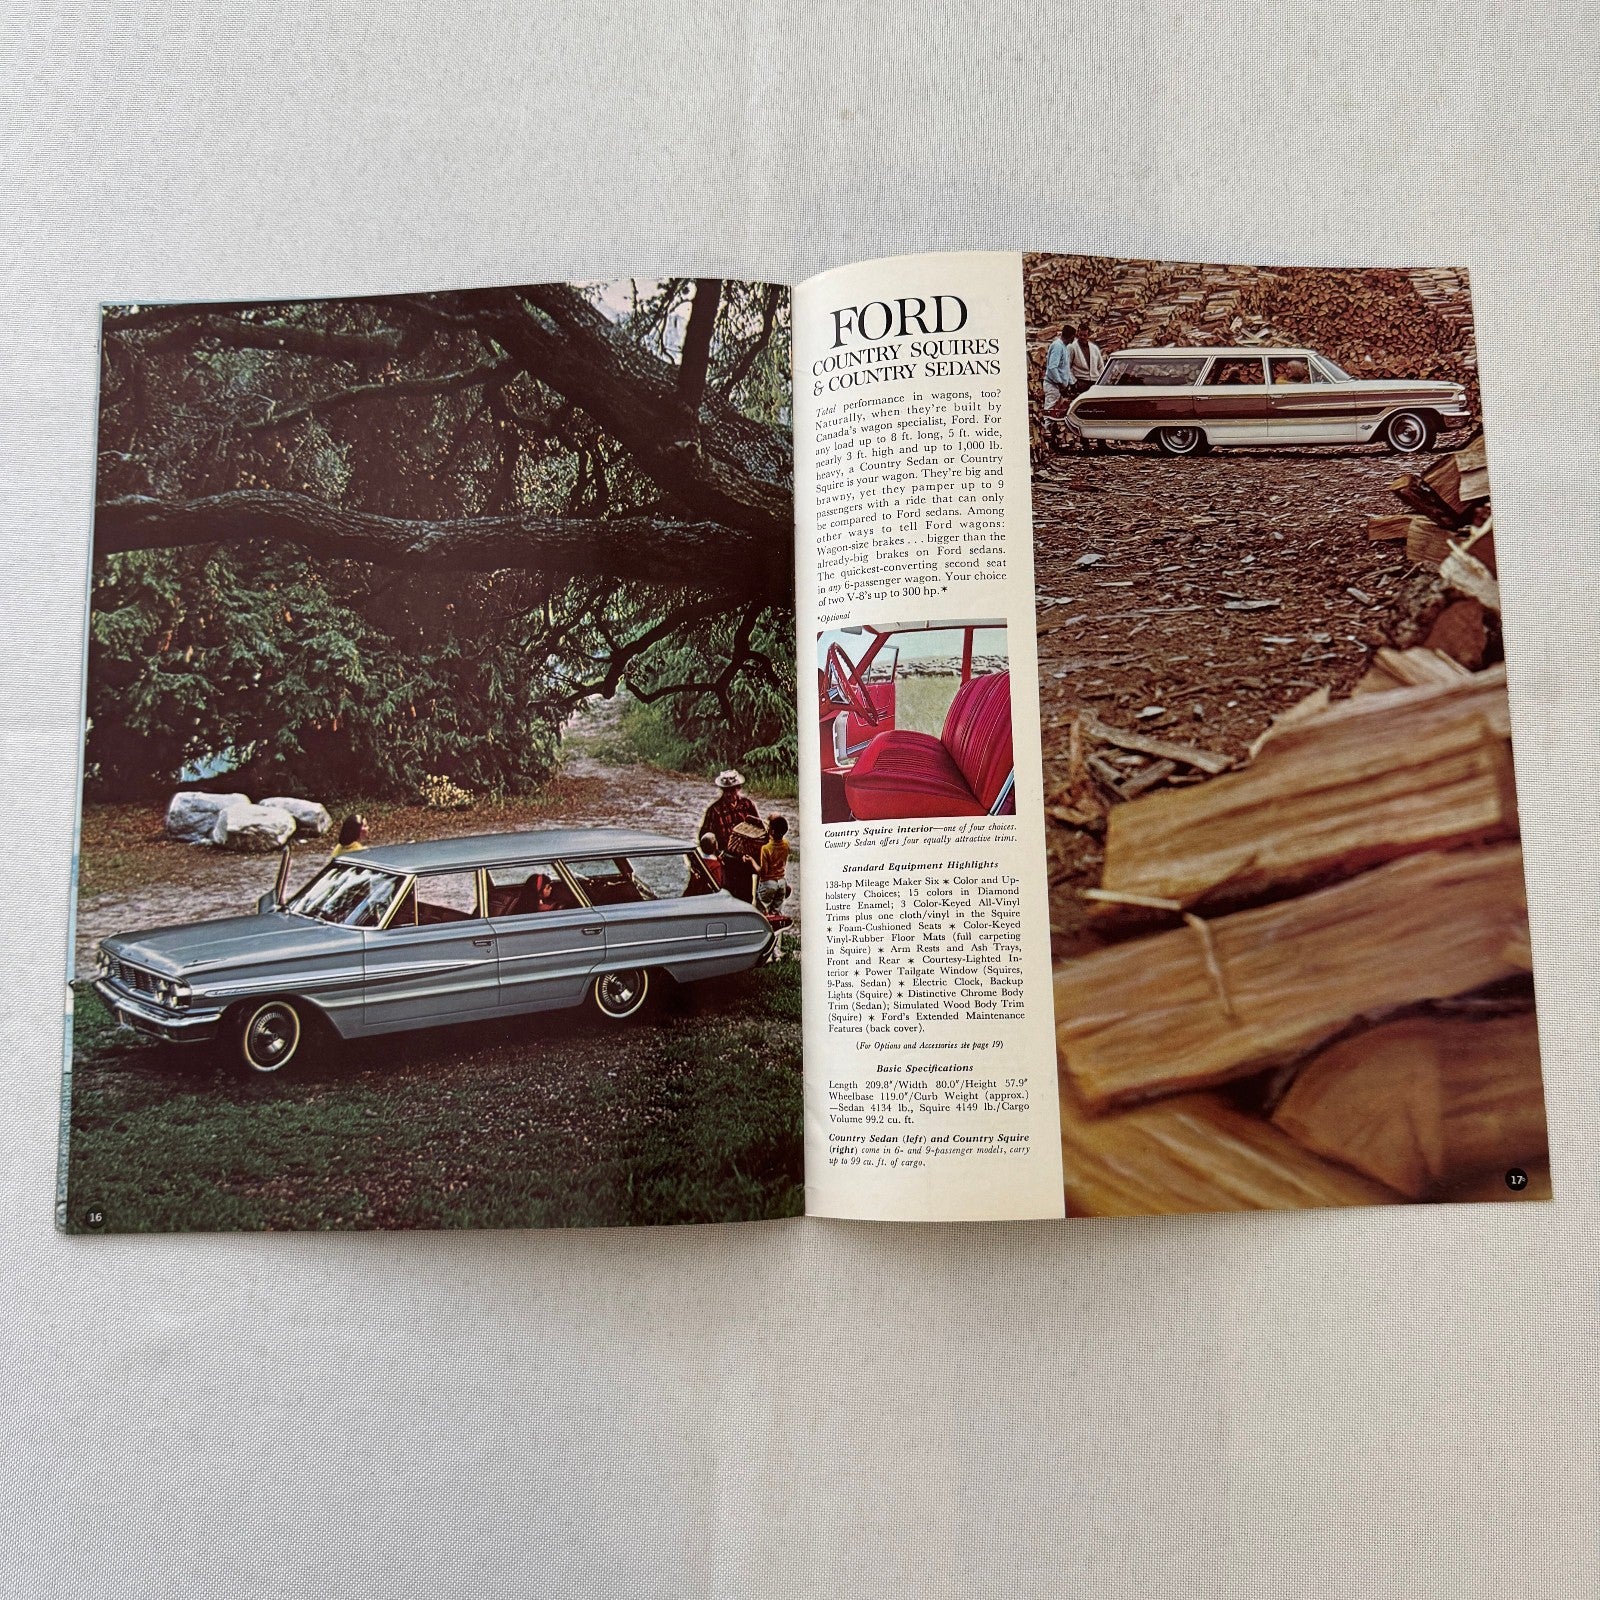 FORD
COUNTRY SQUIRES
& COUNTRY SEDANS
Total performance in wagons, too?
Naturally, when they're built by
Canada's wagon specialist, Ford. For
any load up to 8 ft. long, 5 ft. wide,
nearly 3 ft. high and up to 1,000 lb.
heavy, a Country Sedan or Country
Squire is your wagon. They're big and
brawny, yet they pamper up to 9
passengers with a ride that can only
be compared to Ford sedans. Among
other ways to tell Ford wagons:
Wagon-size brakes . . . bigger than the
already-big brakes on Ford sedans.
The quickest-converting second seat
in any 6-passenger wagon. Your choice
of two V-8's up to 300 hp.*
*Optional
Country Squire interior—one of four choices.
Country Sedan offers four equally attractive trims.
Standard Equipment Highlights
138-hp Mileage Maker Six * Color and Up-
holstery Choices; 15 colors in Diamond
Lustre Enamel; 3 Color-Keyed All-Vinyl
Trims plus one cloth/vinyl in the Squire
* Foam-Cushioned Seats * Color-Keyed
Vinyl-Rubber Floor Mats (full carpeting
in Squire) * Arm Rests and Ash Trays,
Front and Rear * Courtesy-Lighted In-
terior * Power Tailgate Window (Squires,
9-Pass. Sedan) * Electric Clock, Backup
Lights (Squire) * Distinctive Chrome Body
Trim (Sedan); Simulated Wood Body Trim
(Squire) * Ford's Extended Maintenance
Features (back cover).
(For Options and Accessories see page 19)
Basic Specifications
Length 209.8"/Width 80.0"/Height 57.9"
Wheelbase 119.0"/Curb Weight (approx.)
—Sedan 4134 lb., Squire 4149 lb./Cargo
Volume 99.2 cu. ft.
Country Sedan (left) and Country Squire
(right) come in 6- and 9-passenger models, carry
up to 99 cu. ft. of cargo.
16
17